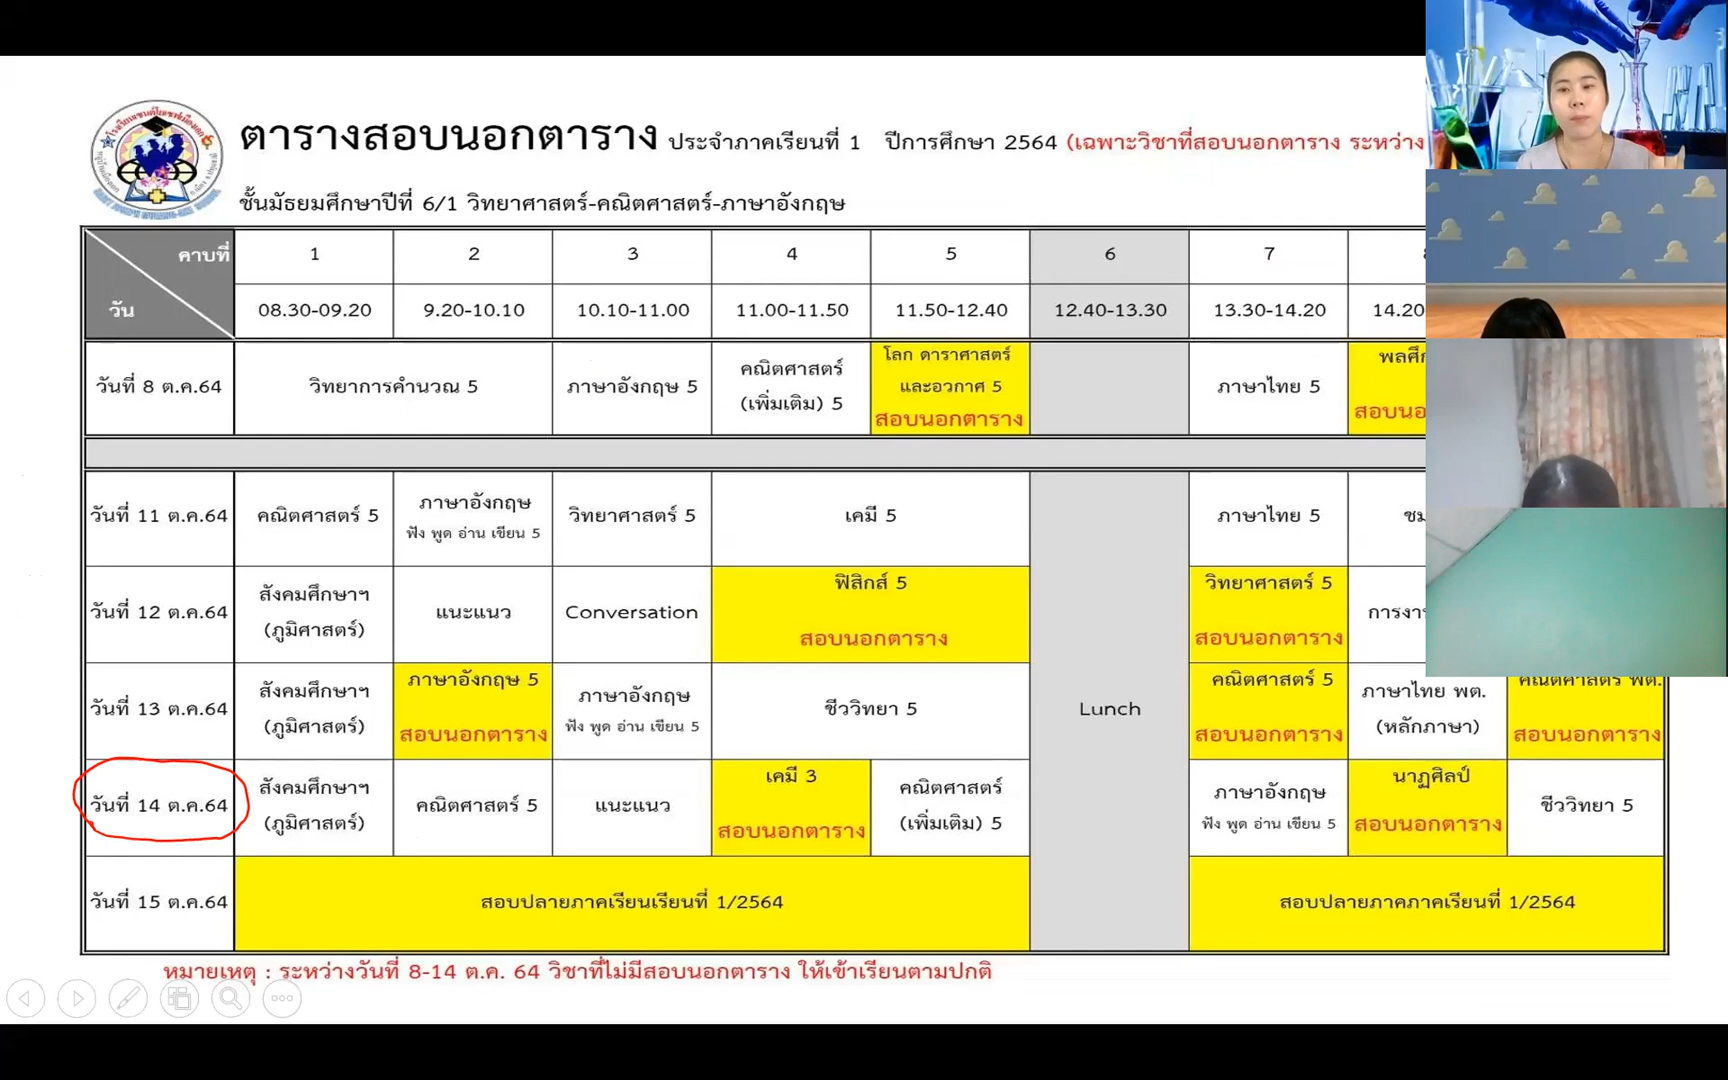 ตารางสอบนอกตาราง ประจำภาคเรียนที่ 1 ปีการศึกษา 2564 (เฉพาะวิชาที่สอบนอกตาราง ระหว่าง
ชั้นมัธยมศึกษาปีที่ 6/1 วิทยาศาสตร์-คณิตศาสตร์-ภาษาอังกฤษ
คาบที่ 1 2 3 4 5 6 7
วัน 08.30-09.20 9.20-10.10 10.10-11.00 11.00-11.50 11.50-12.40 12.40-13.30 13.30-14.20 14.20
วันที่ 8 ต.ค.64
วิทยาการคำนวณ 5
ภาษาอังกฤษ 5
คณิตศาสตร์
(เพิ่มเติม) 5
โลก ดาราศาสตร์
และอวกาศ 5
สอบนอกตาราง
ภาษาไทย 5
พลศึก
สอบนอ
วันที่ 11 ต.ค.64
คณิตศาสตร์ 5
ภาษาอังกฤษ
ฟัง พูด อ่าน เขียน 5
วิทยาศาสตร์ 5
เคมี 5
ภาษาไทย 5
ชม
วันที่ 12 ต.ค.64
สังคมศึกษาฯ
(ภูมิศาสตร์)
แนะแนว
Conversation
ฟิสิกส์ 5
สอบนอกตาราง
วิทยาศาสตร์ 5
สอบนอกตาราง
การงา
วันที่ 13 ต.ค.64
สังคมศึกษาฯ
(ภูมิศาสตร์)
ภาษาอังกฤษ 5
สอบนอกตาราง
ภาษาอังกฤษ
ฟัง พูด อ่าน เขียน 5
ชีววิทยา 5
Lunch
คณิตศาสตร์ 5
สอบนอกตาราง
ภาษาไทย พต.
(หลักภาษา)
คณิตศาสตร์ พต.
สอบนอกตาราง
วันที่ 14 ต.ค.64
สังคมศึกษาฯ
(ภูมิศาสตร์)
คณิตศาสตร์ 5
แนะแนว
เคมี 3
สอบนอกตาราง
คณิตศาสตร์
(เพิ่มเติม) 5
ภาษาอังกฤษ
ฟัง พูด อ่าน เขียน 5
นาฏศิลป์
สอบนอกตาราง
ชีววิทยา 5
วันที่ 15 ต.ค.64
สอบปลายภาคเรียนเรียนที่ 1/2564
สอบปลายภาคภาคเรียนที่ 1/2564
หมายเหตุ : ระหว่างวันที่ 8-14 ต.ค. 64 วิชาที่ไม่มีสอบนอกตาราง ให้เข้าเรียนตามปกติ